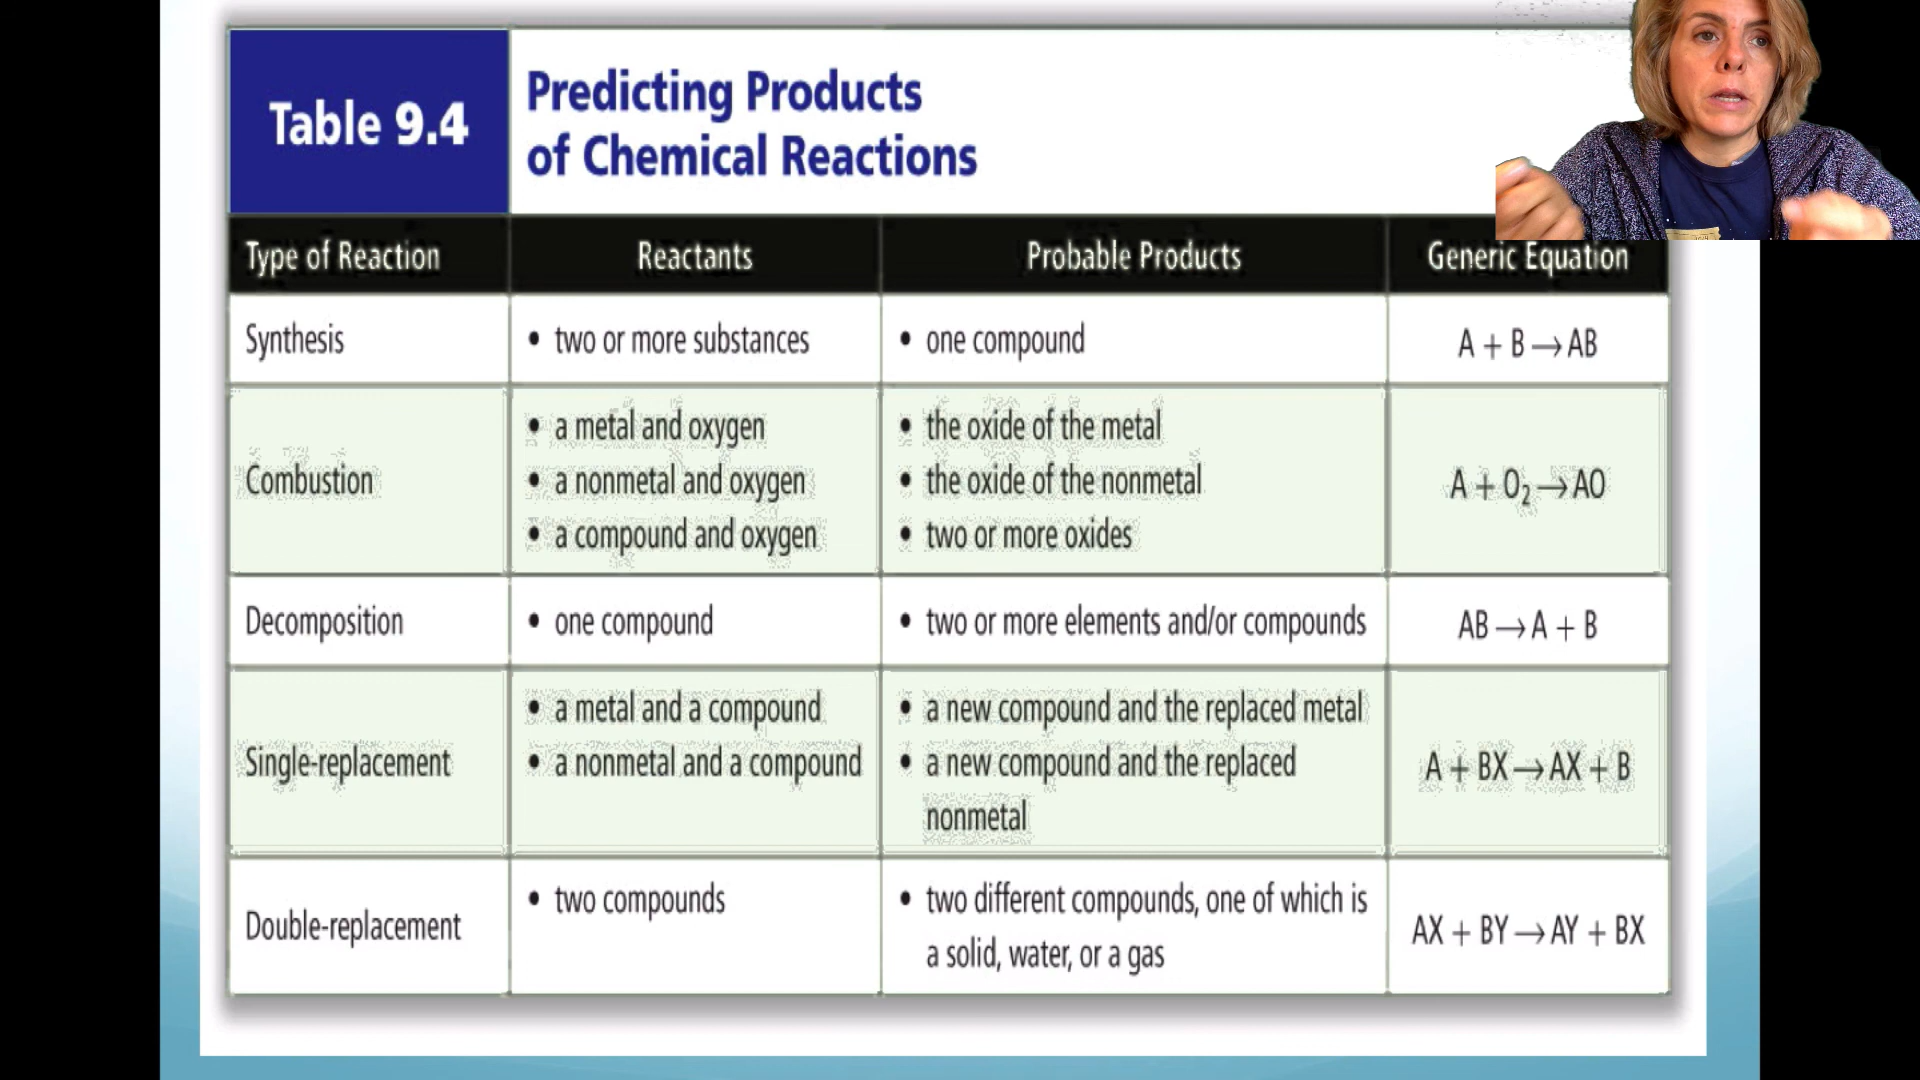 Table 9.4
Predicting Products
of Chemical Reactions
Type of Reaction Reactants Probable Products Generic Equation
Synthesis • two or more substances • one compound A + B → AB
Combustion
• a metal and oxygen
• a nonmetal and oxygen
• a compound and oxygen
• the oxide of the metal
• the oxide of the nonmetal
• two or more oxides
A + O₂ → AO
Decomposition • one compound • two or more elements and/or compounds AB → A + B
Single-replacement
• a metal and a compound
• a nonmetal and a compound
• a new compound and the replaced metal
• a new compound and the replaced
nonmetal
A + BX → AX + B
Double-replacement
• two compounds
• two different compounds, one of which is
a solid, water, or a gas
AX + BY → AY + BX